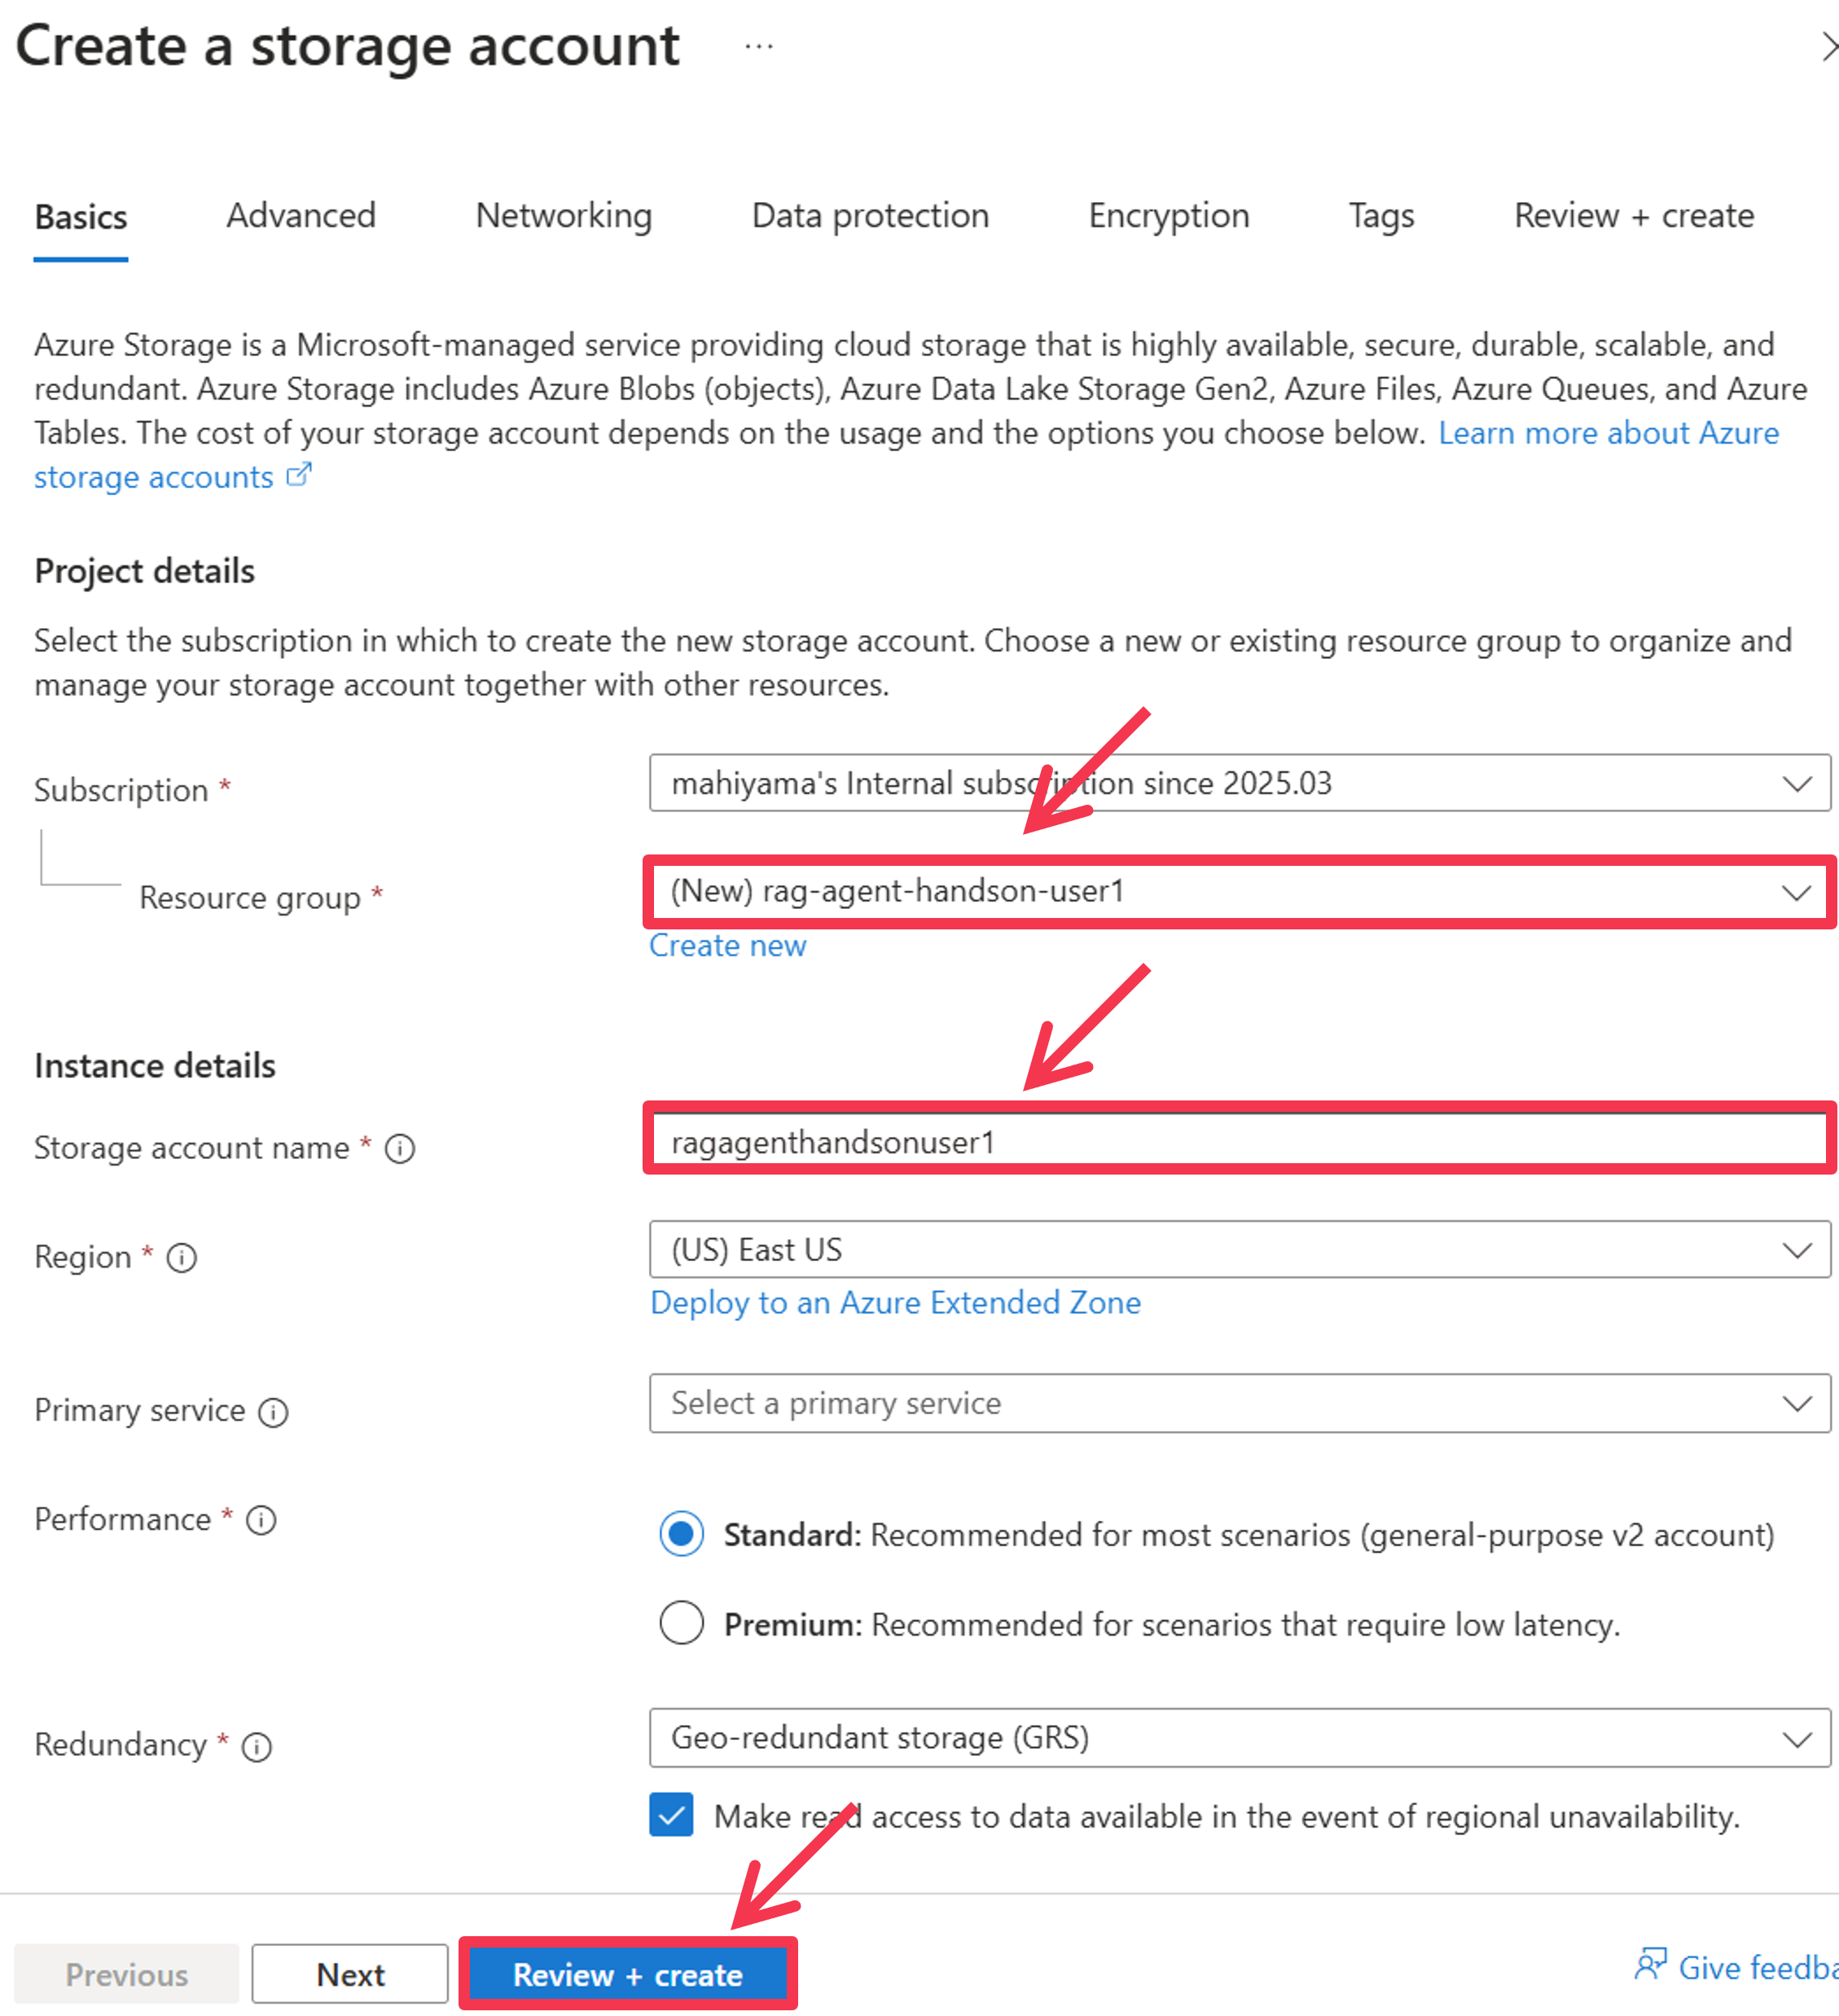 Create a storage account ...
Basics Advanced Networking Data protection Encryption Tags Review + create
Azure Storage is a Microsoft-managed service providing cloud storage that is highly available, secure, durable, scalable, and
redundant. Azure Storage includes Azure Blobs (objects), Azure Data Lake Storage Gen2, Azure Files, Azure Queues, and Azure
Tables. The cost of your storage account depends on the usage and the options you choose below. Learn more about Azure
storage accounts
Project details
Select the subscription in which to create the new storage account. Choose a new or existing resource group to organize and
manage your storage account together with other resources.
Subscription * mahiyama's Internal subscription since 2025.03
Resource group * (New) rag-agent-handson-user1
Create new
Instance details
Storage account name * ragagenthandsonuser1
Region * (US) East US
Deploy to an Azure Extended Zone
Primary service Select a primary service
Performance * Standard: Recommended for most scenarios (general-purpose v2 account)
Premium: Recommended for scenarios that require low latency.
Redundancy * Geo-redundant storage (GRS)
Make read access to data available in the event of regional unavailability.
Previous Next Review + create Give